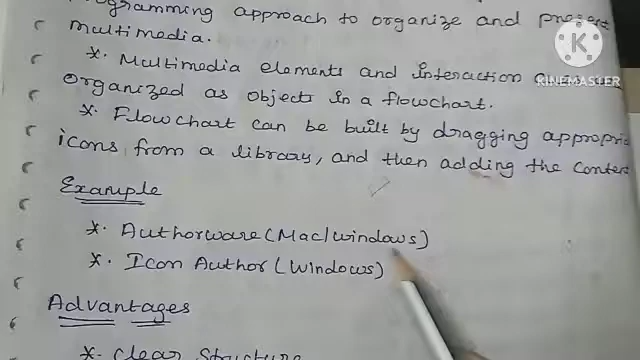 programming approach to organize and present
multimedia.
*. Multimedia elements and interaction
organized as objects in a flowchart.
*. Flowchart can be built by dragging
icons from a library, and then adding the
Example
*. Authorware (Mac/windows)
*. Icon Author (Windows)
Advantages
*. Clear Structure
KINEMASTER